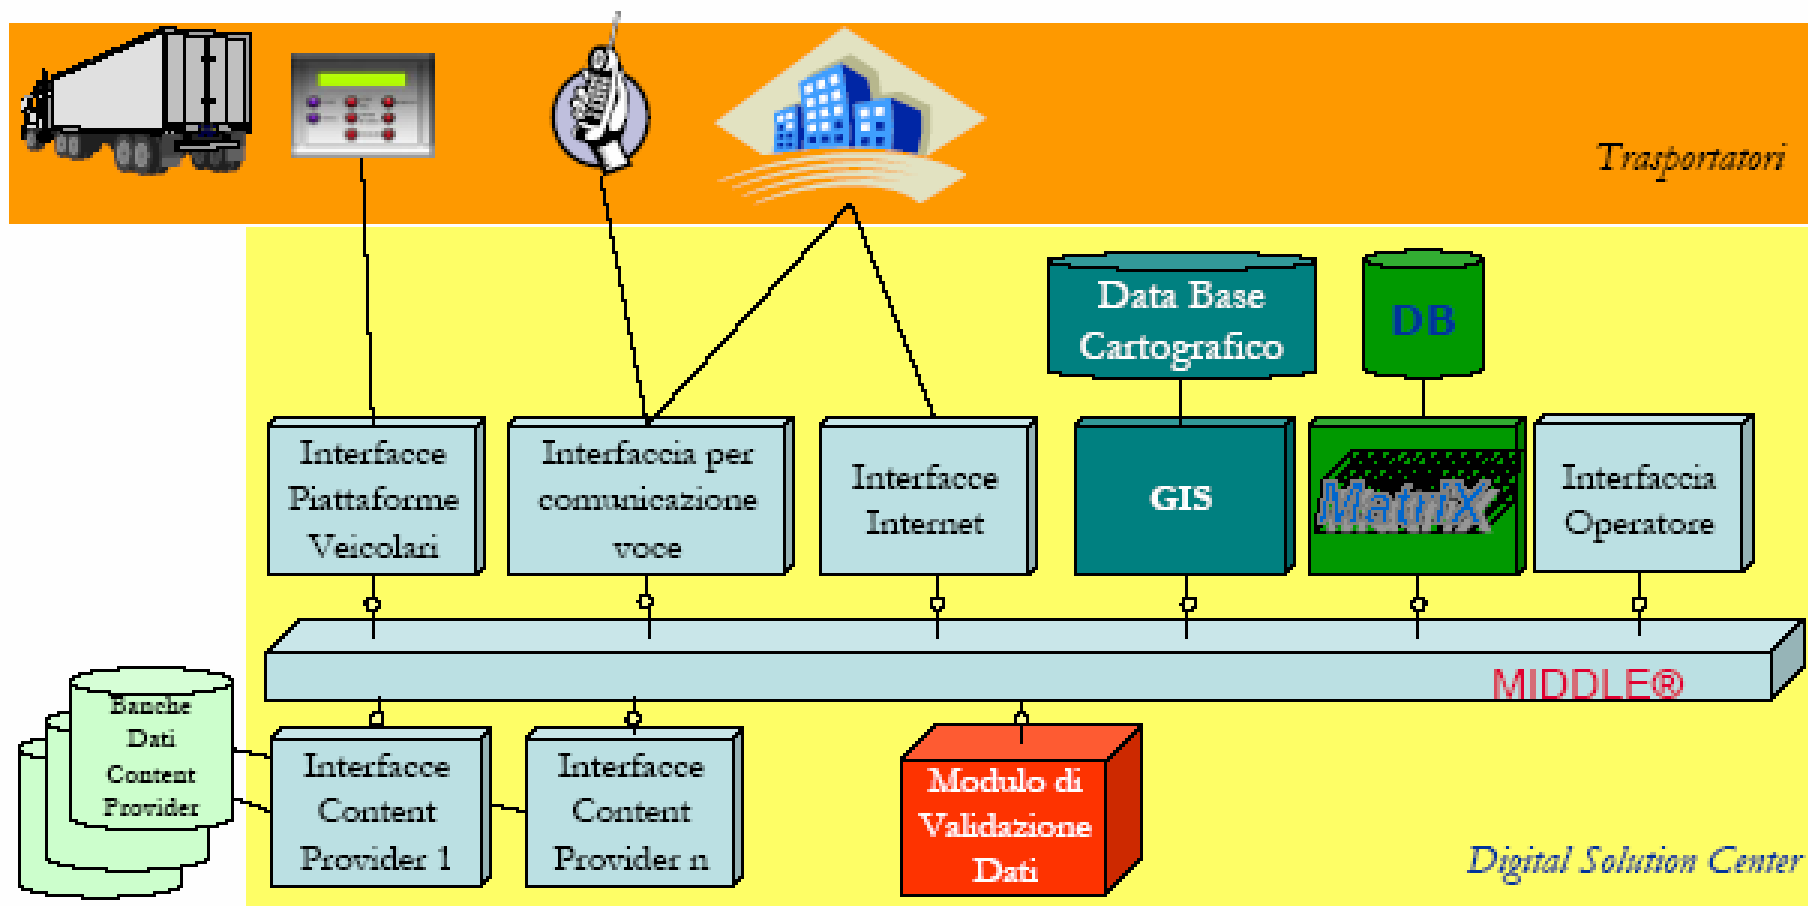 Trasportatori
Data Base
Cartografico
DB
Interfacce
Piattaforme
Veicolari
Interfaccia per
comunicazione
voce
Interfacce
Internet
GIS
MatriX
Interfaccia
Operatore
MIDDLE®
Banche
Dati
Content
Provider
Interfacce
Content
Provider 1
Interfacce
Content
Provider n
Modulo di
Validazione
Dati
Digital Solution Center